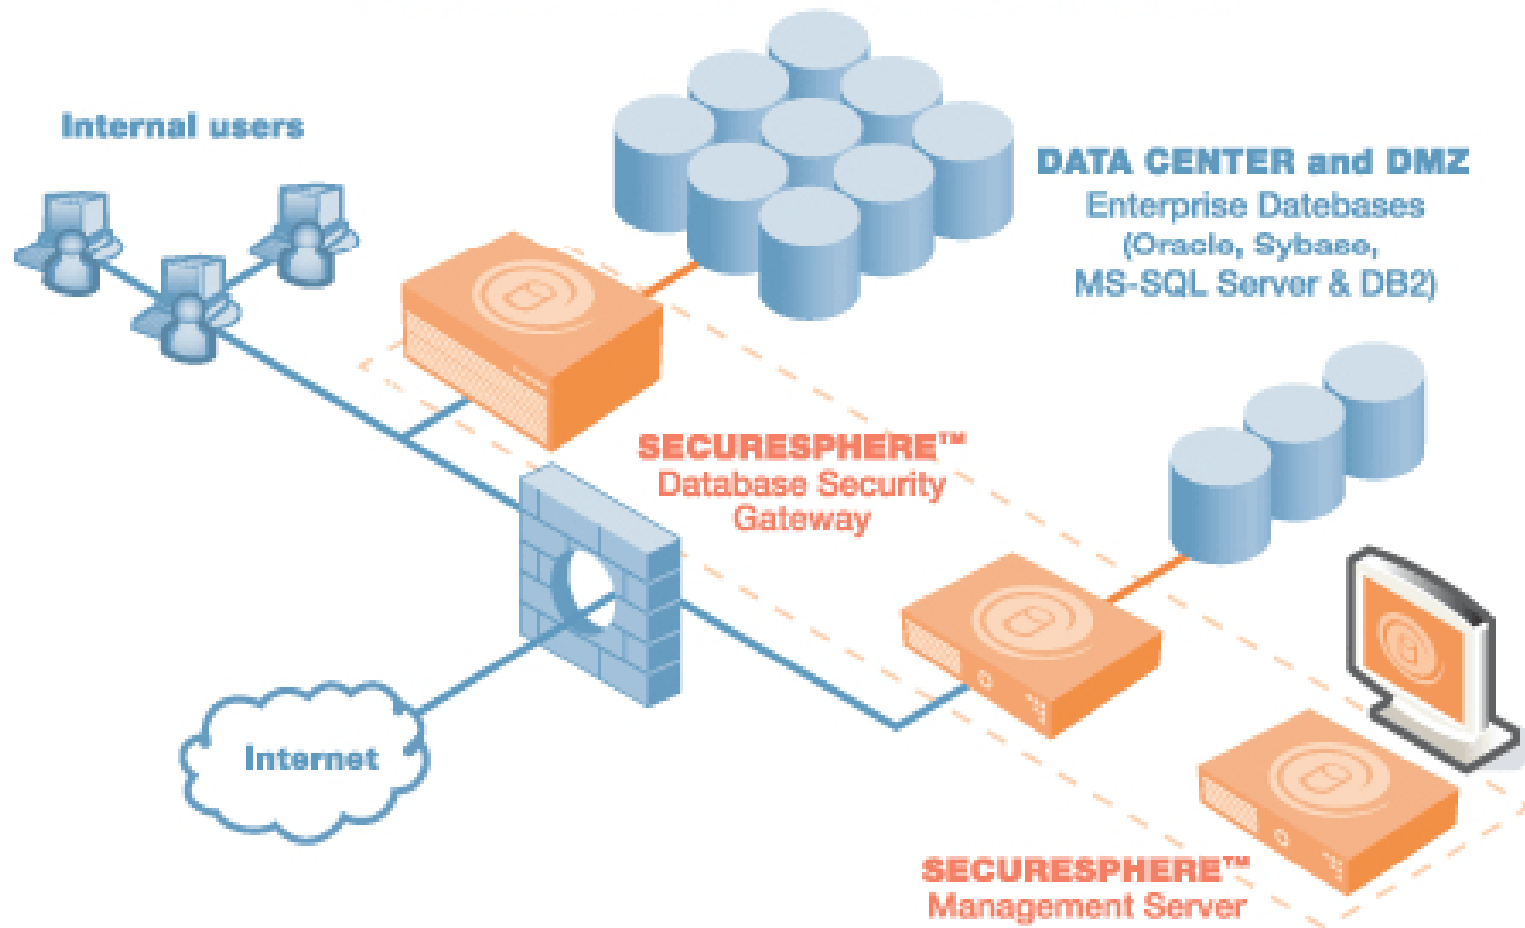 Internal users
DATA CENTER and DMZ
Enterprise Datebases
(Oracle, Sybase,
MS-SQL Server & DB2)
SECURESPHERE™
Database Security
Gateway
Internet
SECURESPHERE™
Management Server